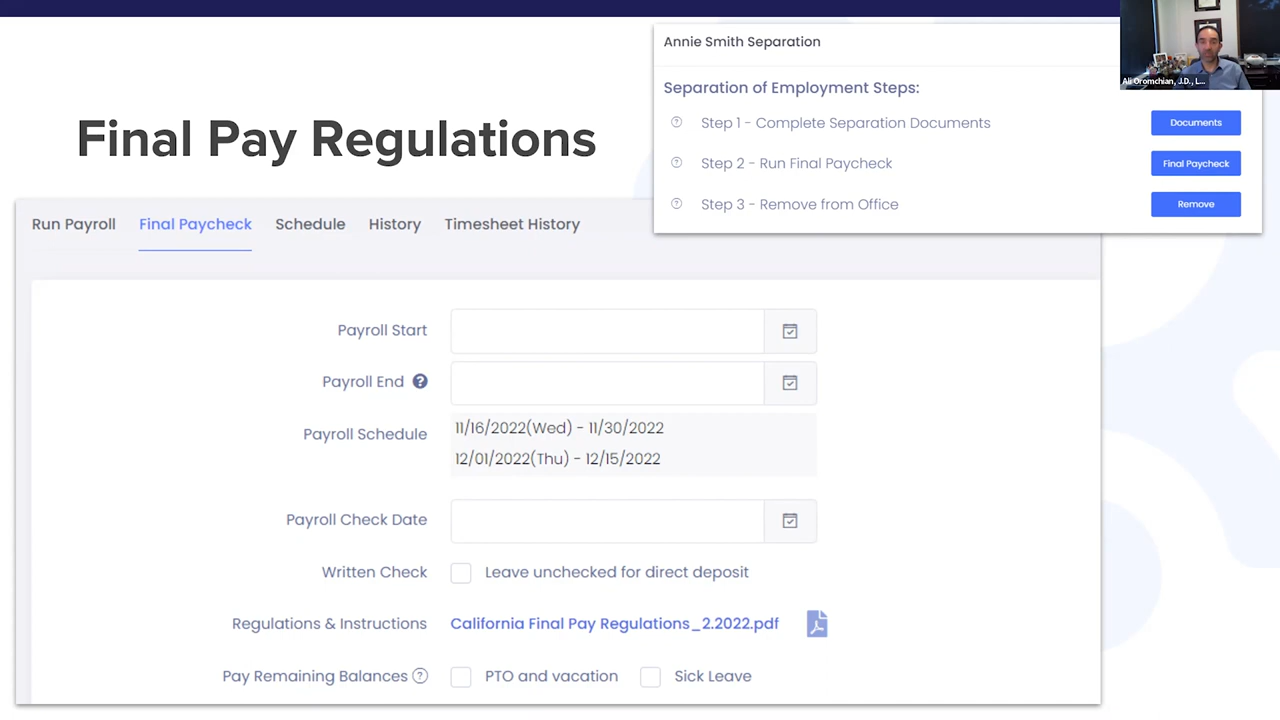 Annie Smith Separation
Separation of Employment Steps:
Step 1 - Complete Separation Documents
Documents
Step 2 - Run Final Paycheck
Final Paycheck
Step 3 - Remove from Office
Remove
Ali Oromchian, J.D., L...
Final Pay Regulations
Run Payroll Final Paycheck Schedule History Timesheet History
Payroll Start
Payroll End
Payroll Schedule
11/16/2022(Wed) - 11/30/2022
12/01/2022(Thu) - 12/15/2022
Payroll Check Date
Written Check Leave unchecked for direct deposit
Regulations & Instructions California Final Pay Regulations_2.2022.pdf
Pay Remaining Balances PTO and vacation Sick Leave